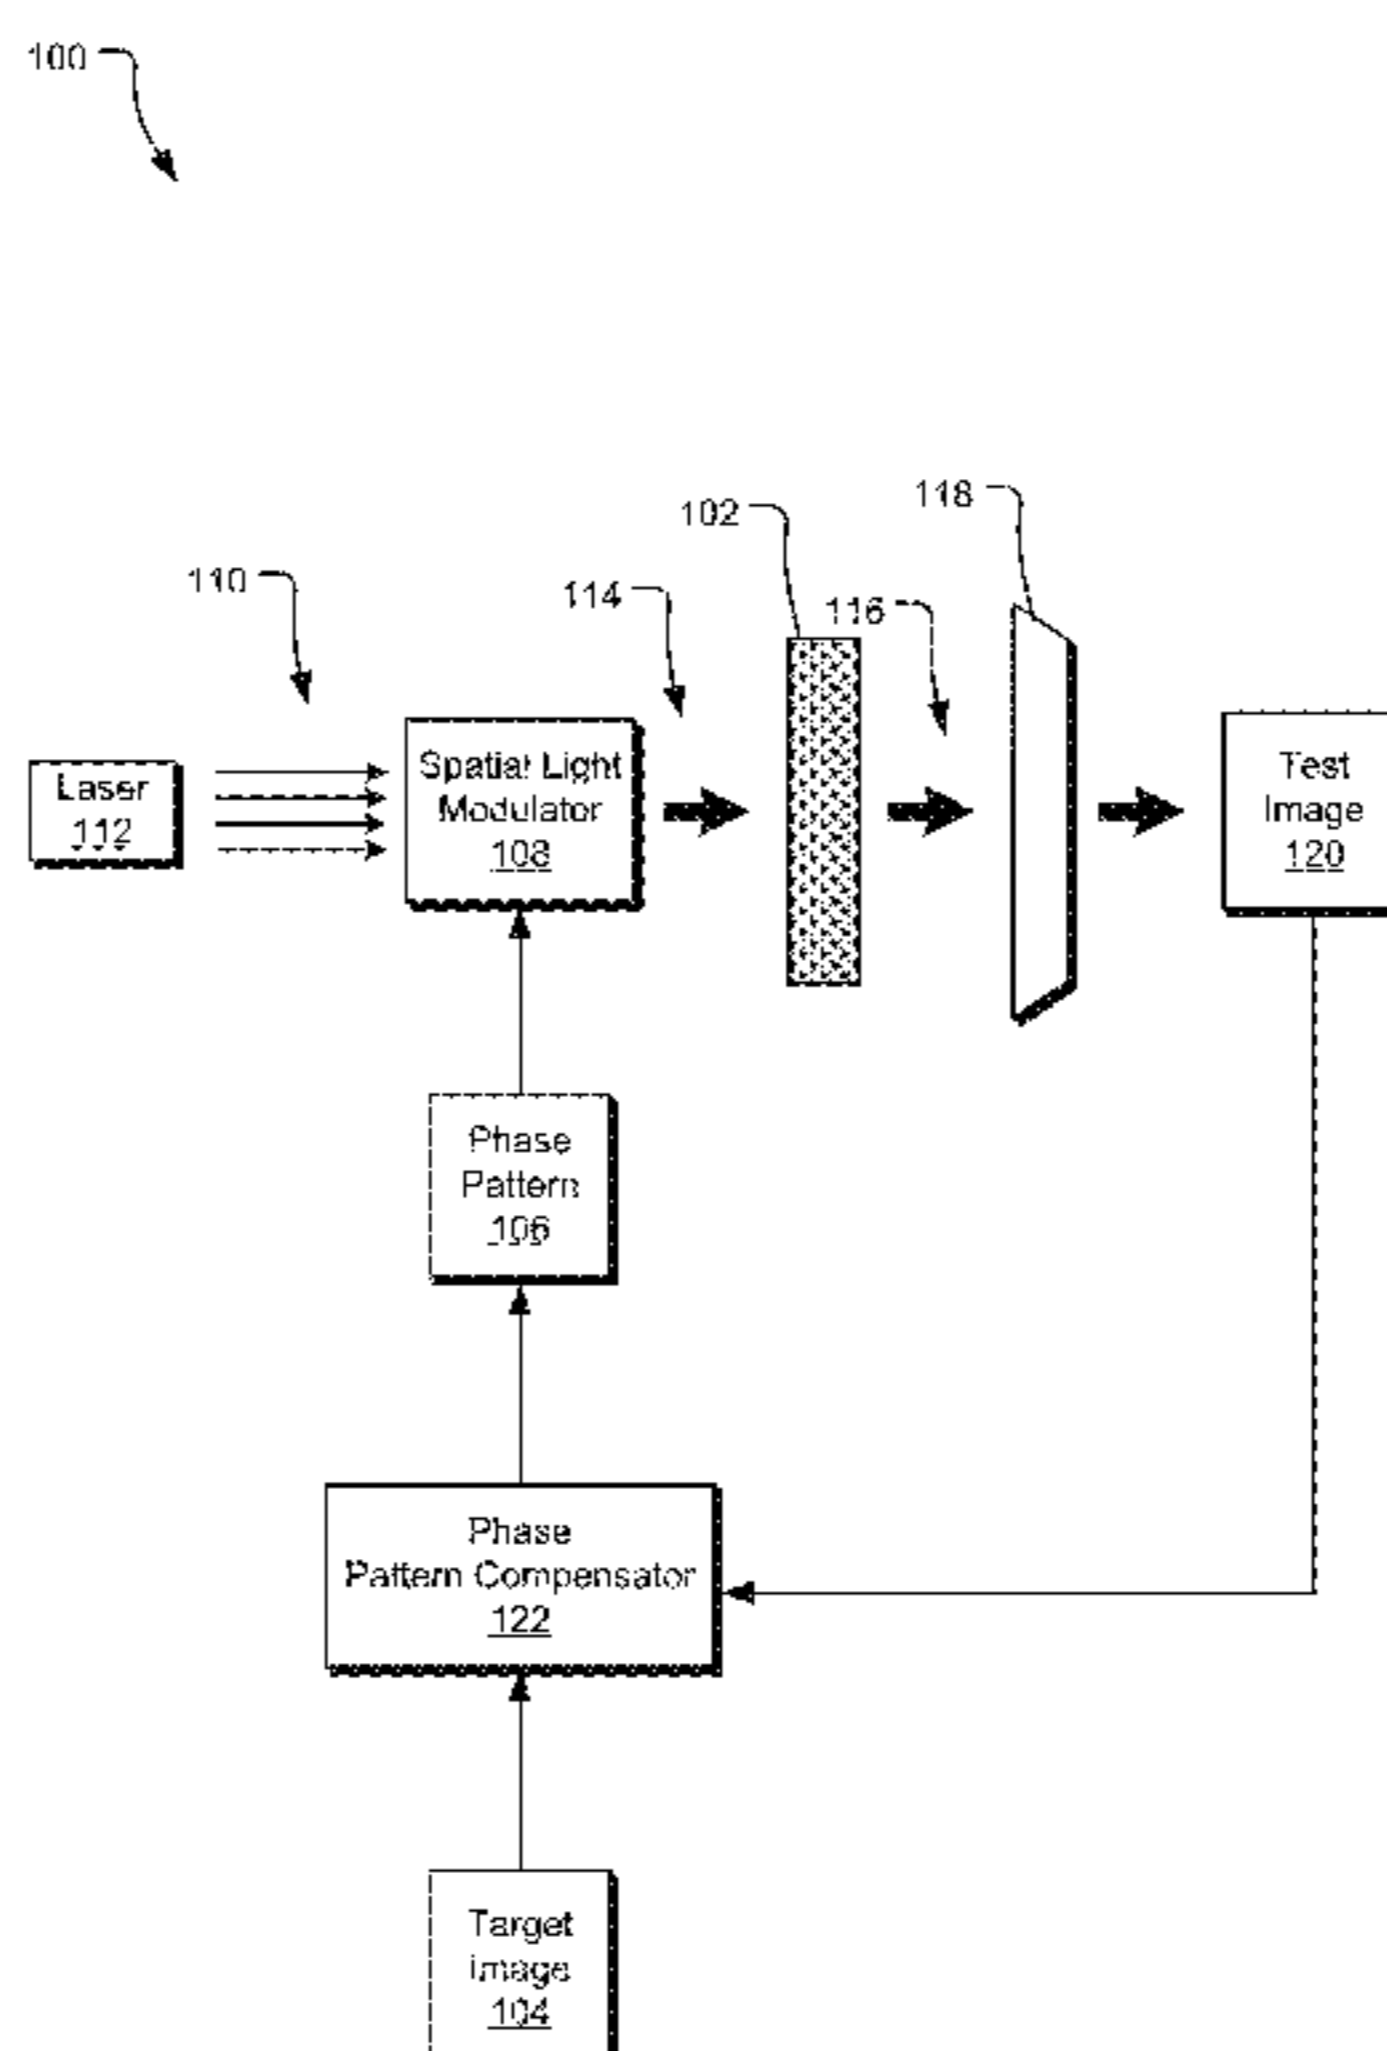 100
118
102
110
114
116
Laser
112
Spatial Light
Modulator
108
Test
Image
120
Phase
Pattern
106
Phase
Pattern Compensator
122
Target
Image
104